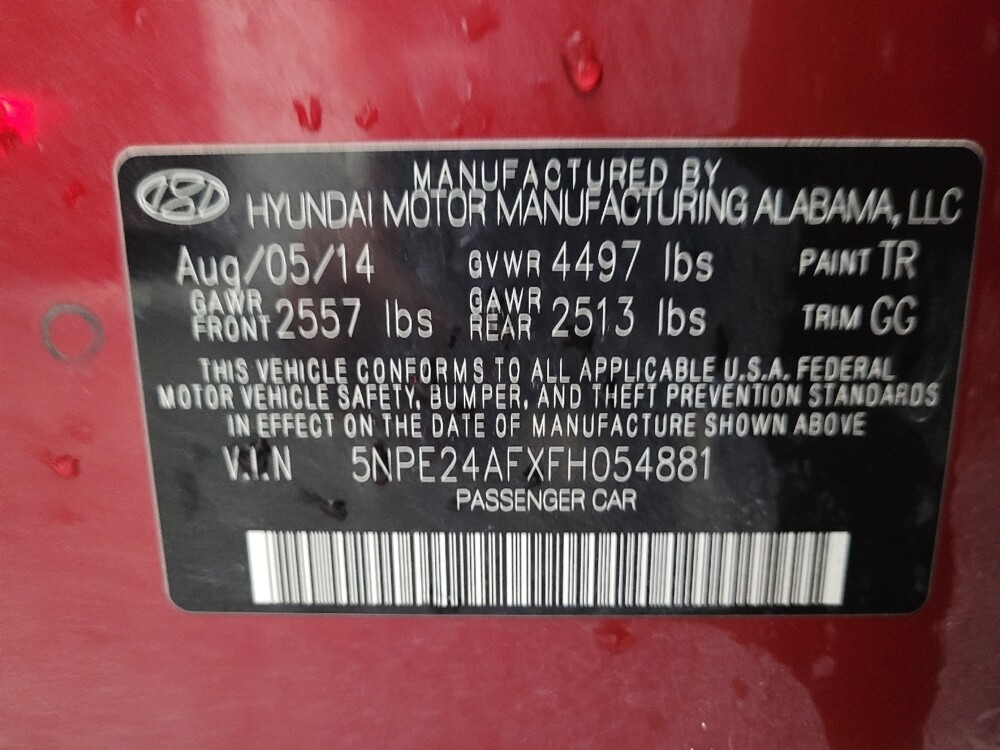 MANUFACTURED BY
HYUNDAI MOTOR MANUFACTURING ALABAMA, LLC
Aug/05/14 GVWR 4497 lbs PAINT TR
GAWR FRONT 2557 lbs GAWR REAR 2513 lbs TRIM GG
THIS VEHICLE CONFORMS TO ALL APPLICABLE U.S.A. FEDERAL
MOTOR VEHICLE SAFETY, BUMPER, AND THEFT PREVENTION STANDARDS
IN EFFECT ON THE DATE OF MANUFACTURE SHOWN ABOVE
V.I.N 5NPE24AFXFH054881
PASSENGER CAR